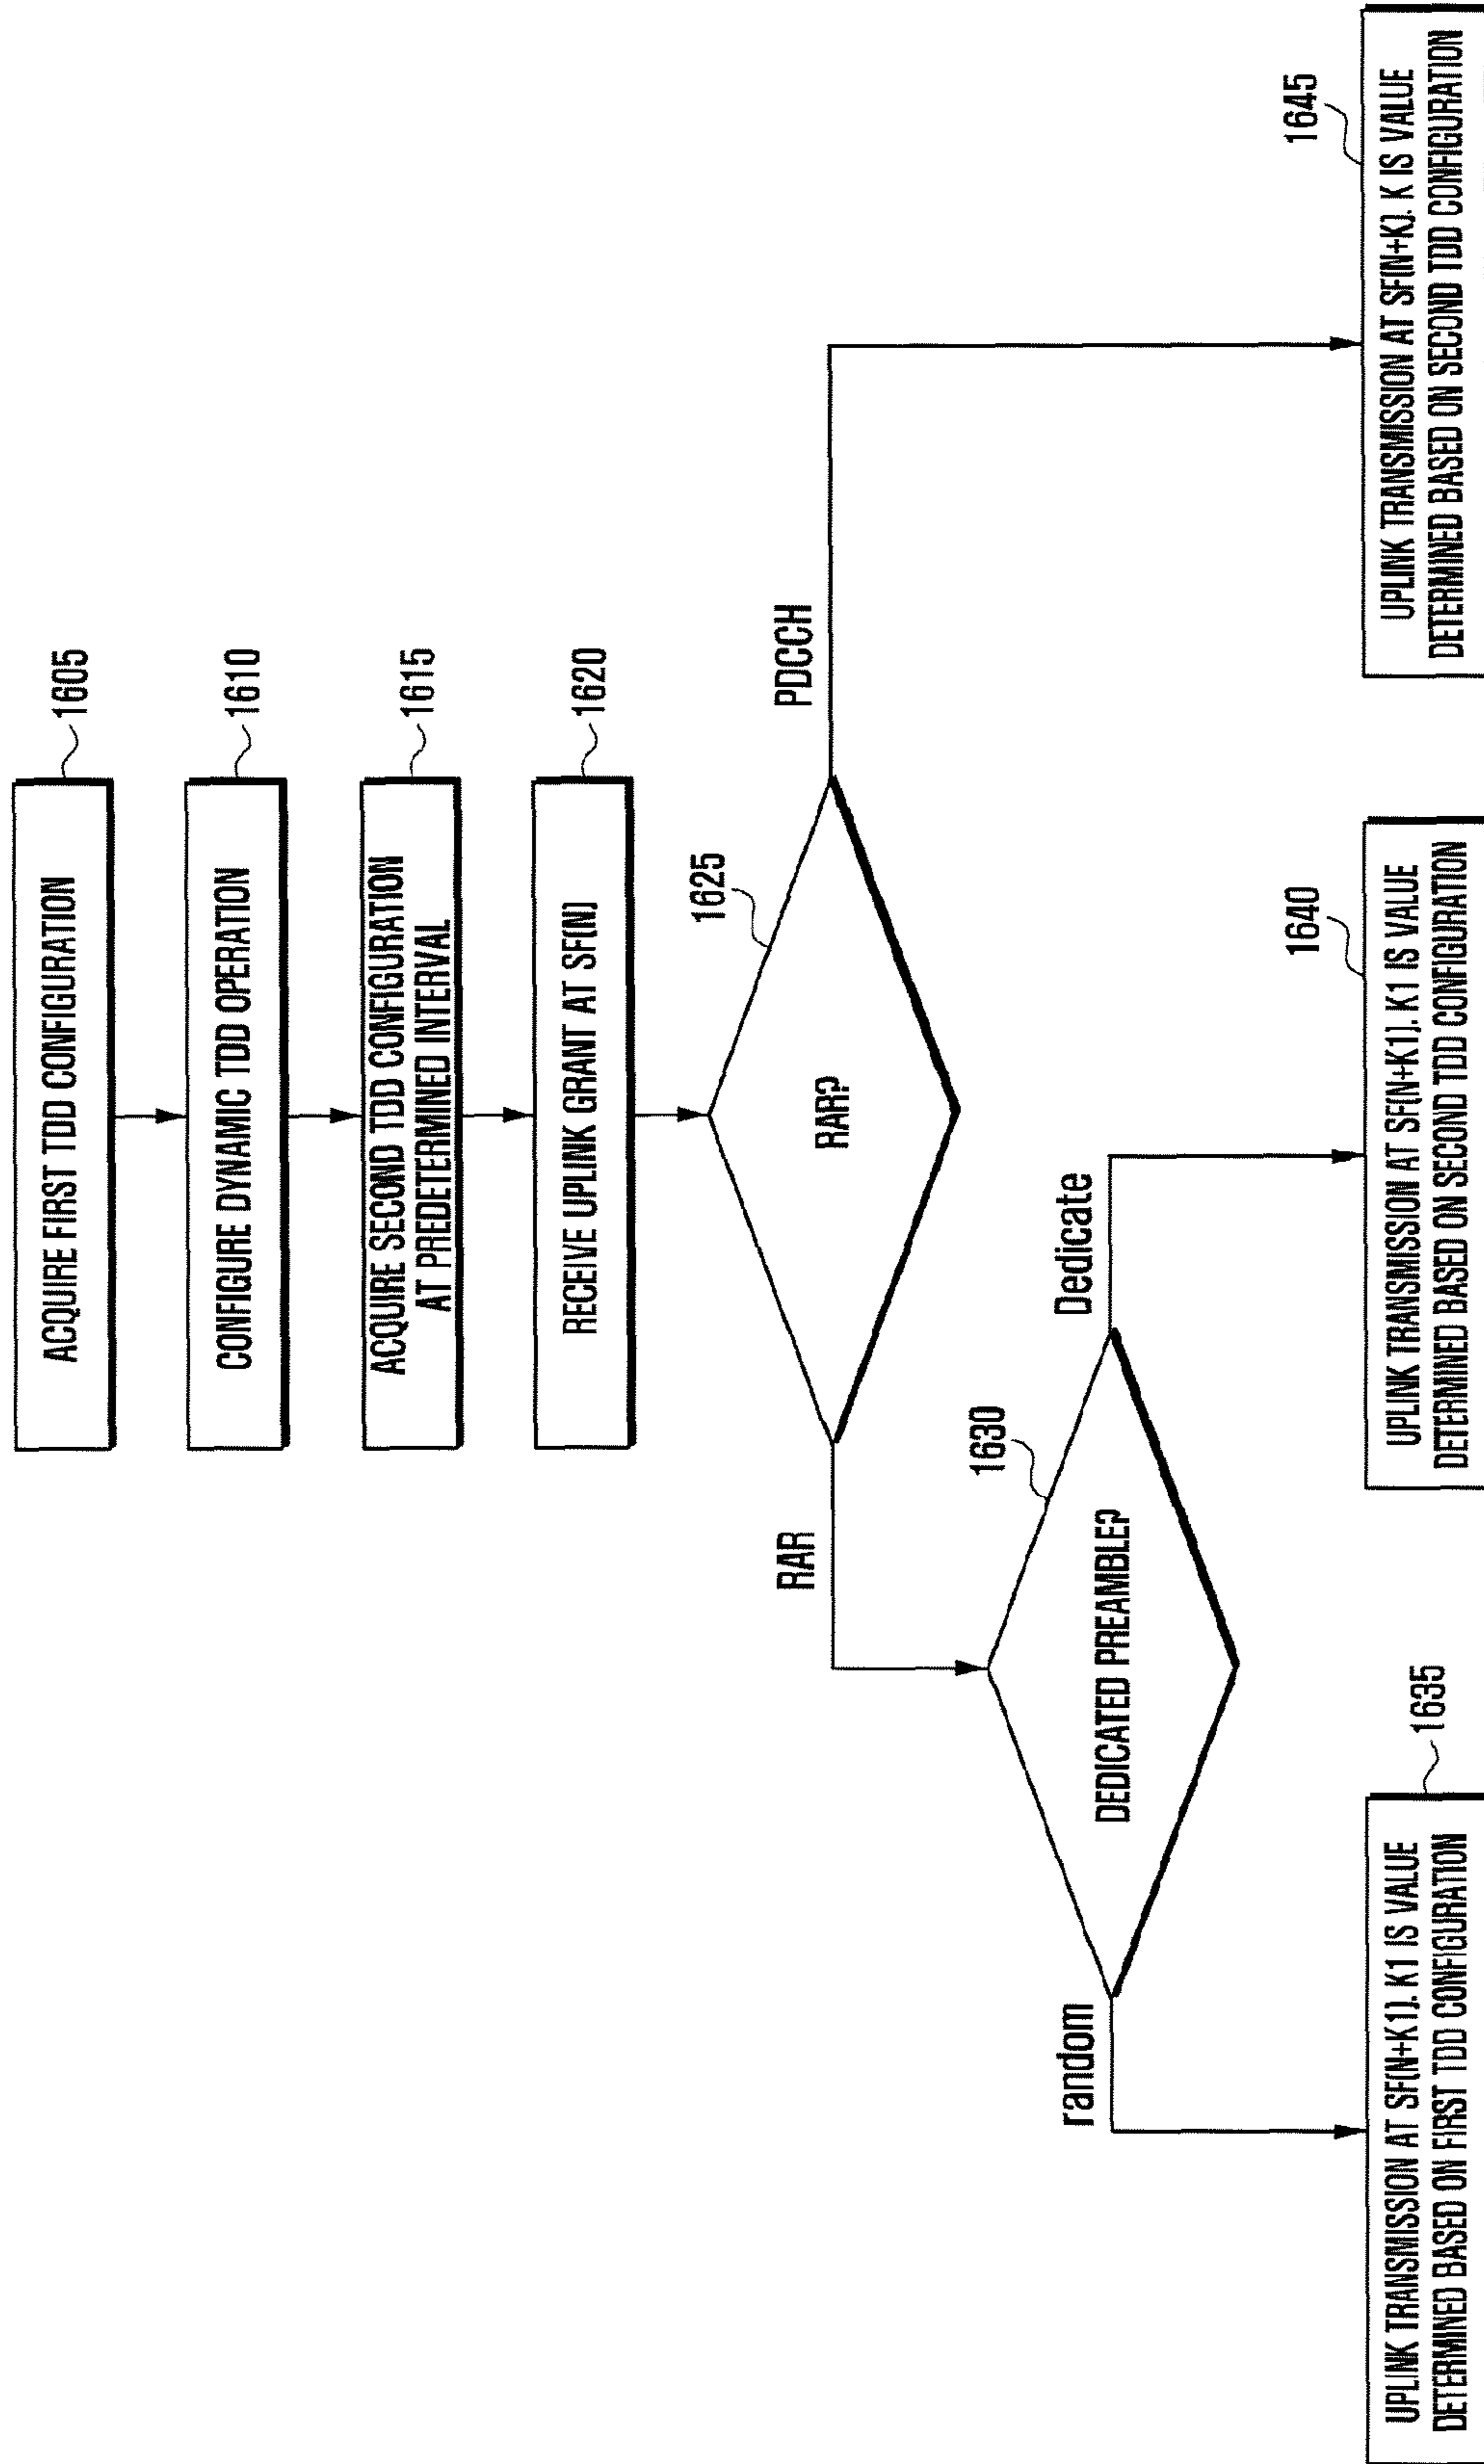 ACQUIRE FIRST TDD CONFIGURATION
1605
CONFIGURE DYNAMIC TDD OPERATION
1610
ACQUIRE SECOND TDD CONFIGURATION
AT PREDETERMINED INTERVAL
1615
RECEIVE UPLINK GRANT AT SF(N)
1620
RAR?
1625
RAR
PDCCH
DEDICATED PREAMBLE?
1630
random
Dedicate
UPLINK TRANSMISSION AT SF(N+K1). K1 IS VALUE
DETERMINED BASED ON FIRST TDD CONFIGURATION
1635
UPLINK TRANSMISSION AT SF(N+K1). K1 IS VALUE
DETERMINED BASED ON SECOND TDD CONFIGURATION
1640
UPLINK TRANSMISSION AT SF(N+K). K IS VALUE
DETERMINED BASED ON SECOND TDD CONFIGURATION
1645